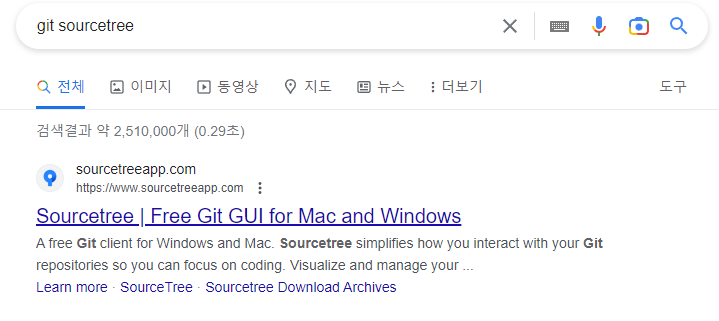 git sourcetree
전체 이미지 동영상 지도 뉴스 더보기 도구
검색결과 약 2,510,000개 (0.29초)
sourcetreeapp.com
https://www.sourcetreeapp.com
Sourcetree | Free Git GUI for Mac and Windows
A free Git client for Windows and Mac. Sourcetree simplifies how you interact with your Git
repositories so you can focus on coding. Visualize and manage your ...
Learn more · SourceTree · Sourcetree Download Archives